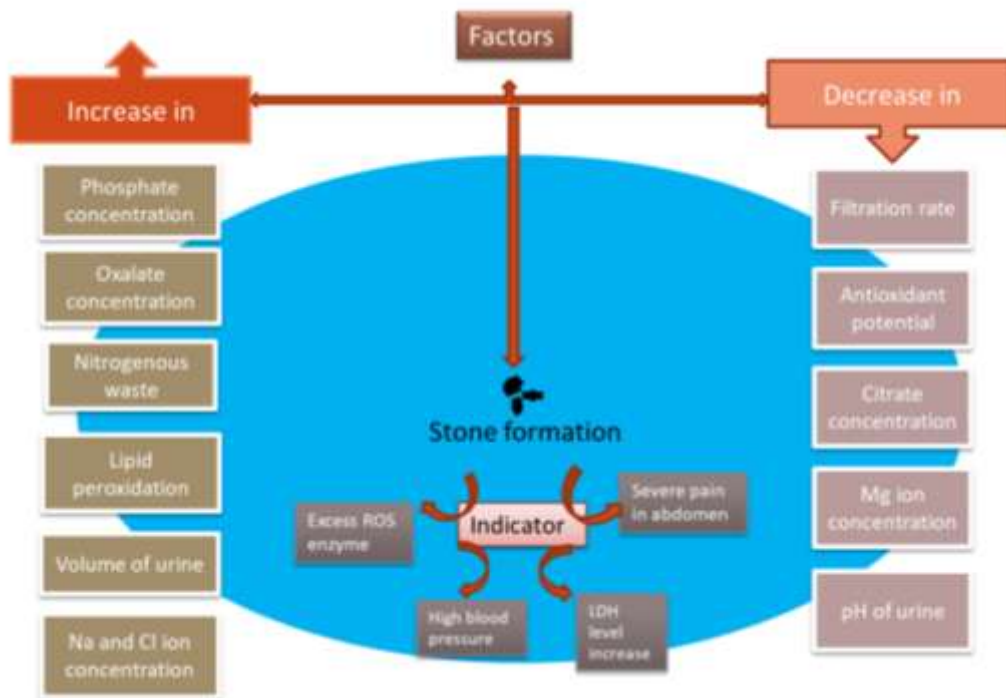 Factors
Increase in
Decrease in
Phosphate
concentration
Oxalate
concentration
Nitrogenous
waste
Lipid
peroxidation
Volume of urine
Na and Cl ion
concentration
Filtration rate
Antioxidant
potential
Citrate
concentration
Mg ion
concentration
pH of urine
Stone formation
Indicator
Excess ROS
enzyme
Severe pain
in abdomen
High blood
pressure
LDH
level
increase